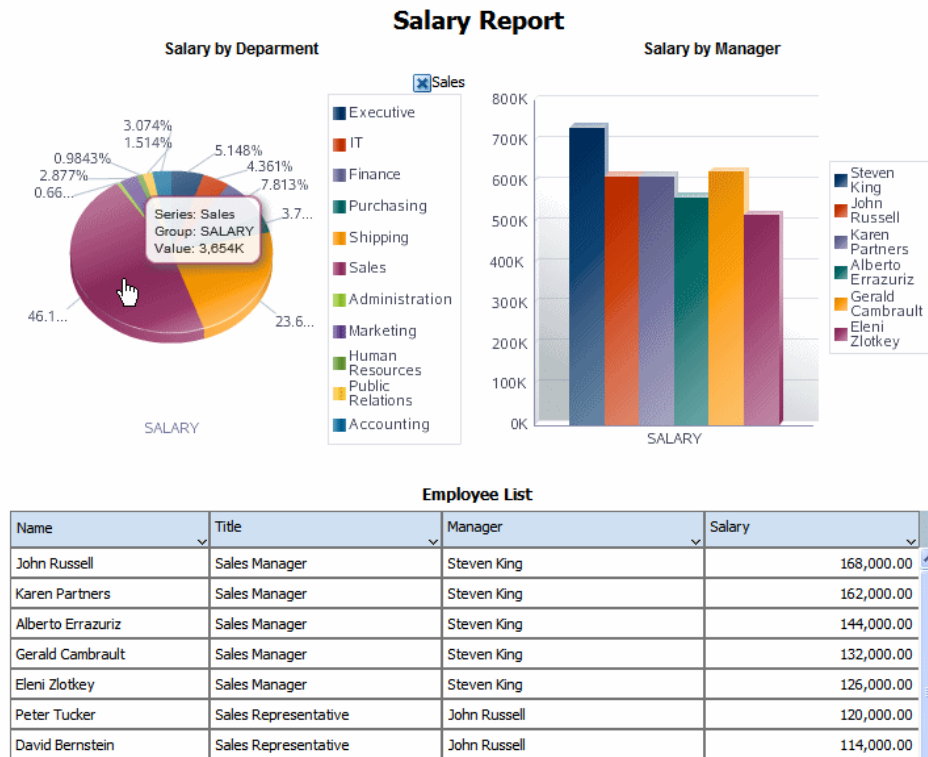 Salary Report
Salary by Deparment
Salary by Manager
Sales
3.074%
1.514%
0.9843%
2.877%
0.66...
5.148%
4.361%
7.813%
3.7...
23.6...
46.1...
Series: Sales
Group: SALARY
Value: 3,654K
SALARY
Executive
IT
Finance
Purchasing
Shipping
Sales
Administration
Marketing
Human
Resources
Public
Relations
Accounting
800K
700K
600K
500K
400K
300K
200K
100K
0K
SALARY
Steven
King
John
Russell
Karen
Partners
Alberto
Errazuriz
Gerald
Cambrault
Eleni
Zlotkey
Employee List
Name Title Manager Salary
John Russell Sales Manager Steven King 168,000.00
Karen Partners Sales Manager Steven King 162,000.00
Alberto Errazuriz Sales Manager Steven King 144,000.00
Gerald Cambrault Sales Manager Steven King 132,000.00
Eleni Zlotkey Sales Manager Steven King 126,000.00
Peter Tucker Sales Representative John Russell 120,000.00
David Bernstein Sales Representative John Russell 114,000.00